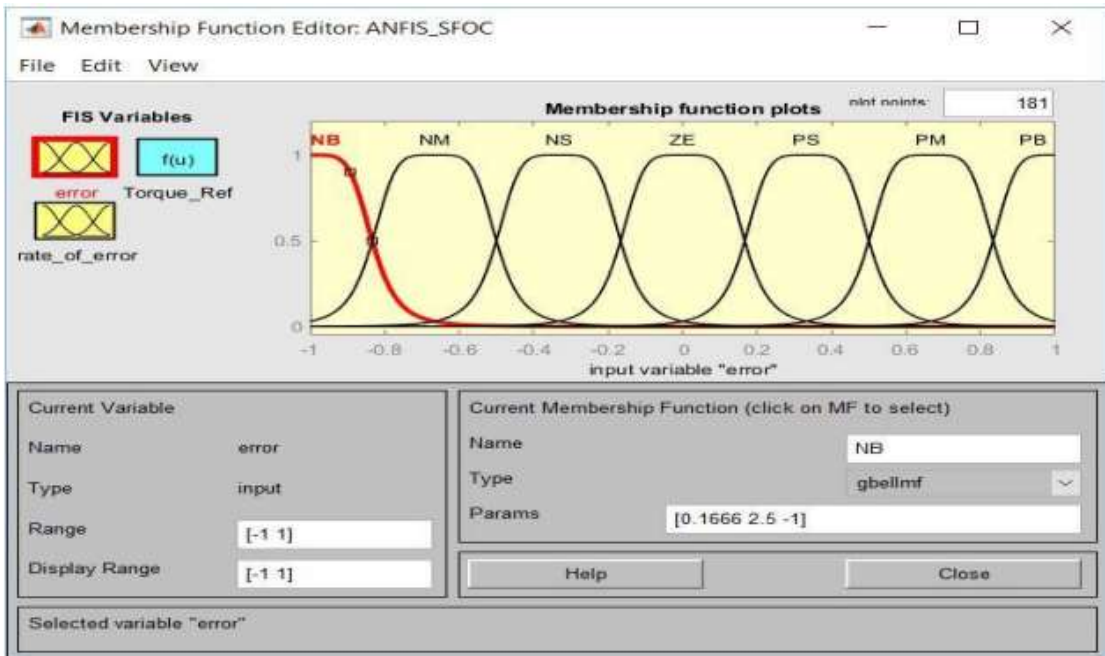 Membership Function Editor: ANFIS_SFOC
File Edit View
FIS Variables
f(u)
error Torque_Ref
rate_of_error
Membership function plots
plot points: 181
NB NM NS ZE PS PM PB
1
0.5
0
-1 -0.8 -0.6 -0.4 -0.2 0 0.2 0.4 0.6 0.8 1
input variable "error"
Current Variable
Name error
Type input
Range [-1 1]
Display Range [-1 1]
Current Membership Function (click on MF to select)
Name NB
Type gbellmf
Params [0.1666 2.5 -1]
Help Close
Selected variable "error"